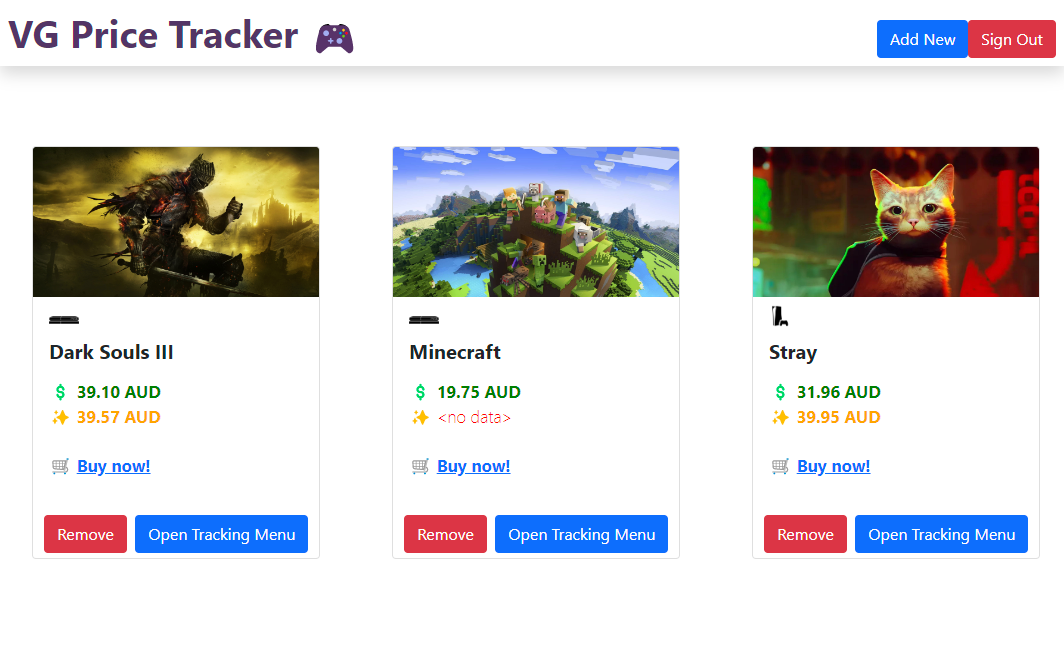 VG Price Tracker 🎮
Add New
Sign Out
Dark Souls III
💲 39.10 AUD
✨ 39.57 AUD
🛒 Buy now!
Remove
Open Tracking Menu
Minecraft
💲 19.75 AUD
✨ <no data>
🛒 Buy now!
Remove
Open Tracking Menu
Stray
💲 31.96 AUD
✨ 39.95 AUD
🛒 Buy now!
Remove
Open Tracking Menu